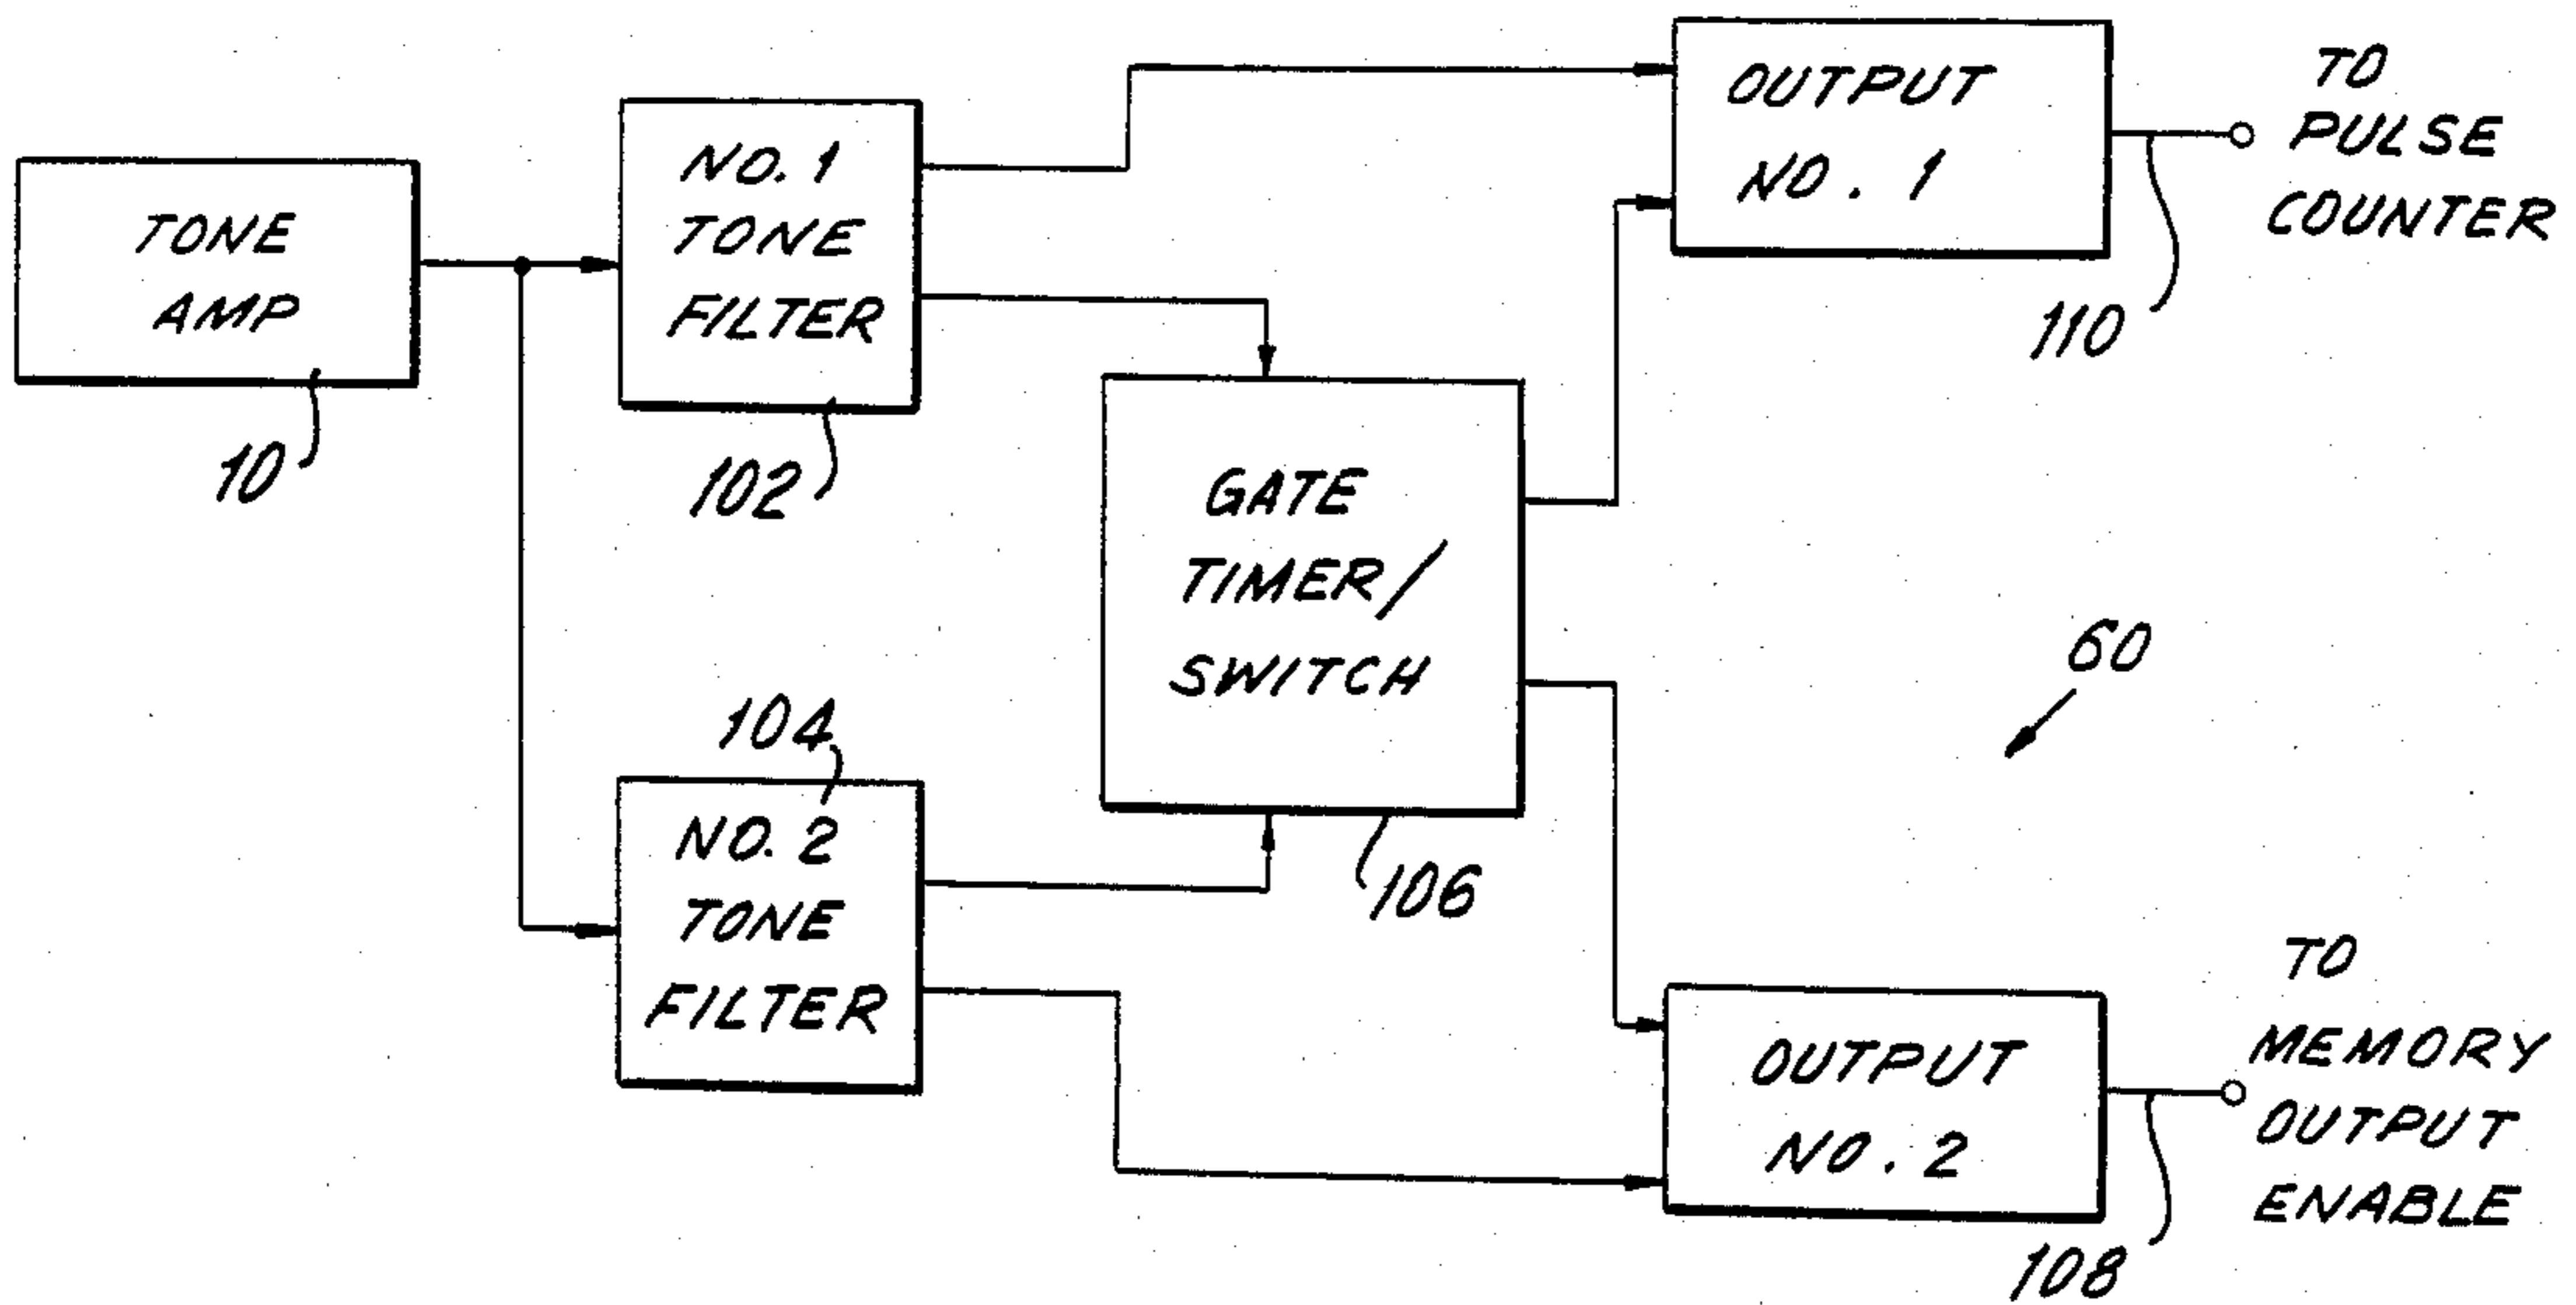 TONE
AMP
10
NO. 1
TONE
FILTER
102
OUTPUT
NO. 1
TO
PULSE
COUNTER
110
GATE
TIMER/
SWITCH
106
60
104
NO. 2
TONE
FILTER
OUTPUT
NO. 2
TO
MEMORY
OUTPUT
ENABLE
108